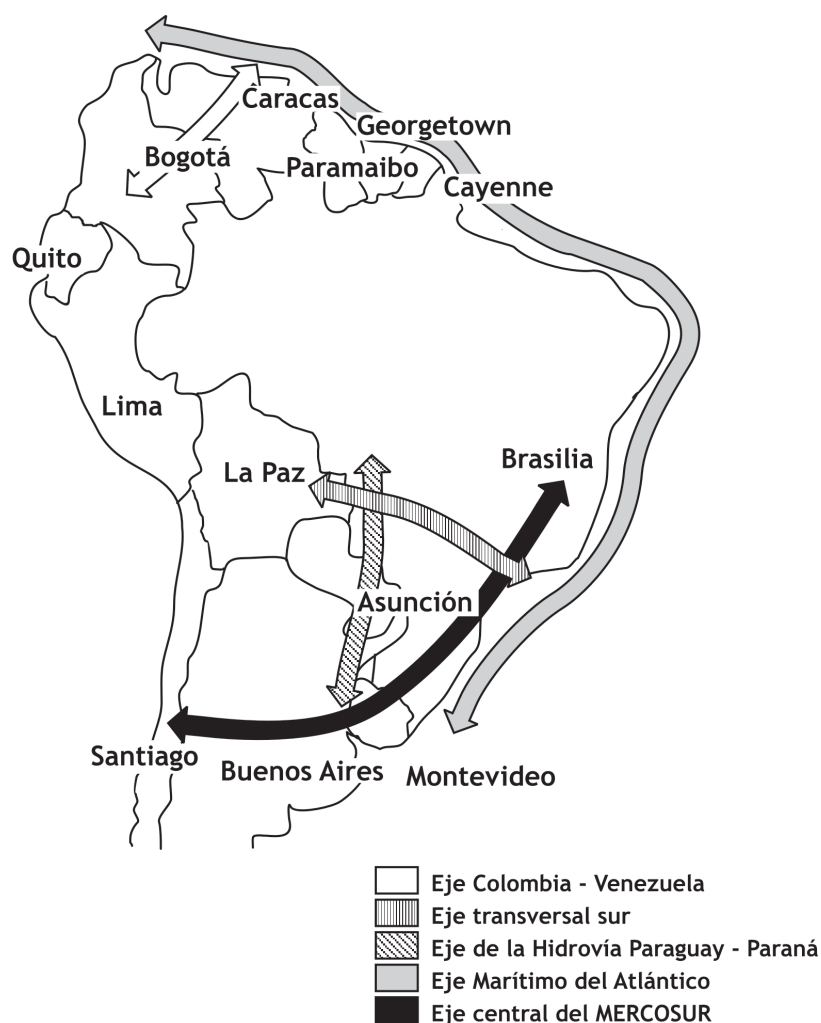 Caracas
Georgetown
Bogotá
Paramaibo
Cayenne
Quito
Lima
Brasilia
La Paz
Asunción
Santiago
Buenos Aires
Montevideo
Eje Colombia - Venezuela
Eje transversal sur
Eje de la Hidrovía Paraguay - Paraná
Eje Marítimo del Atlántico
Eje central del MERCOSUR